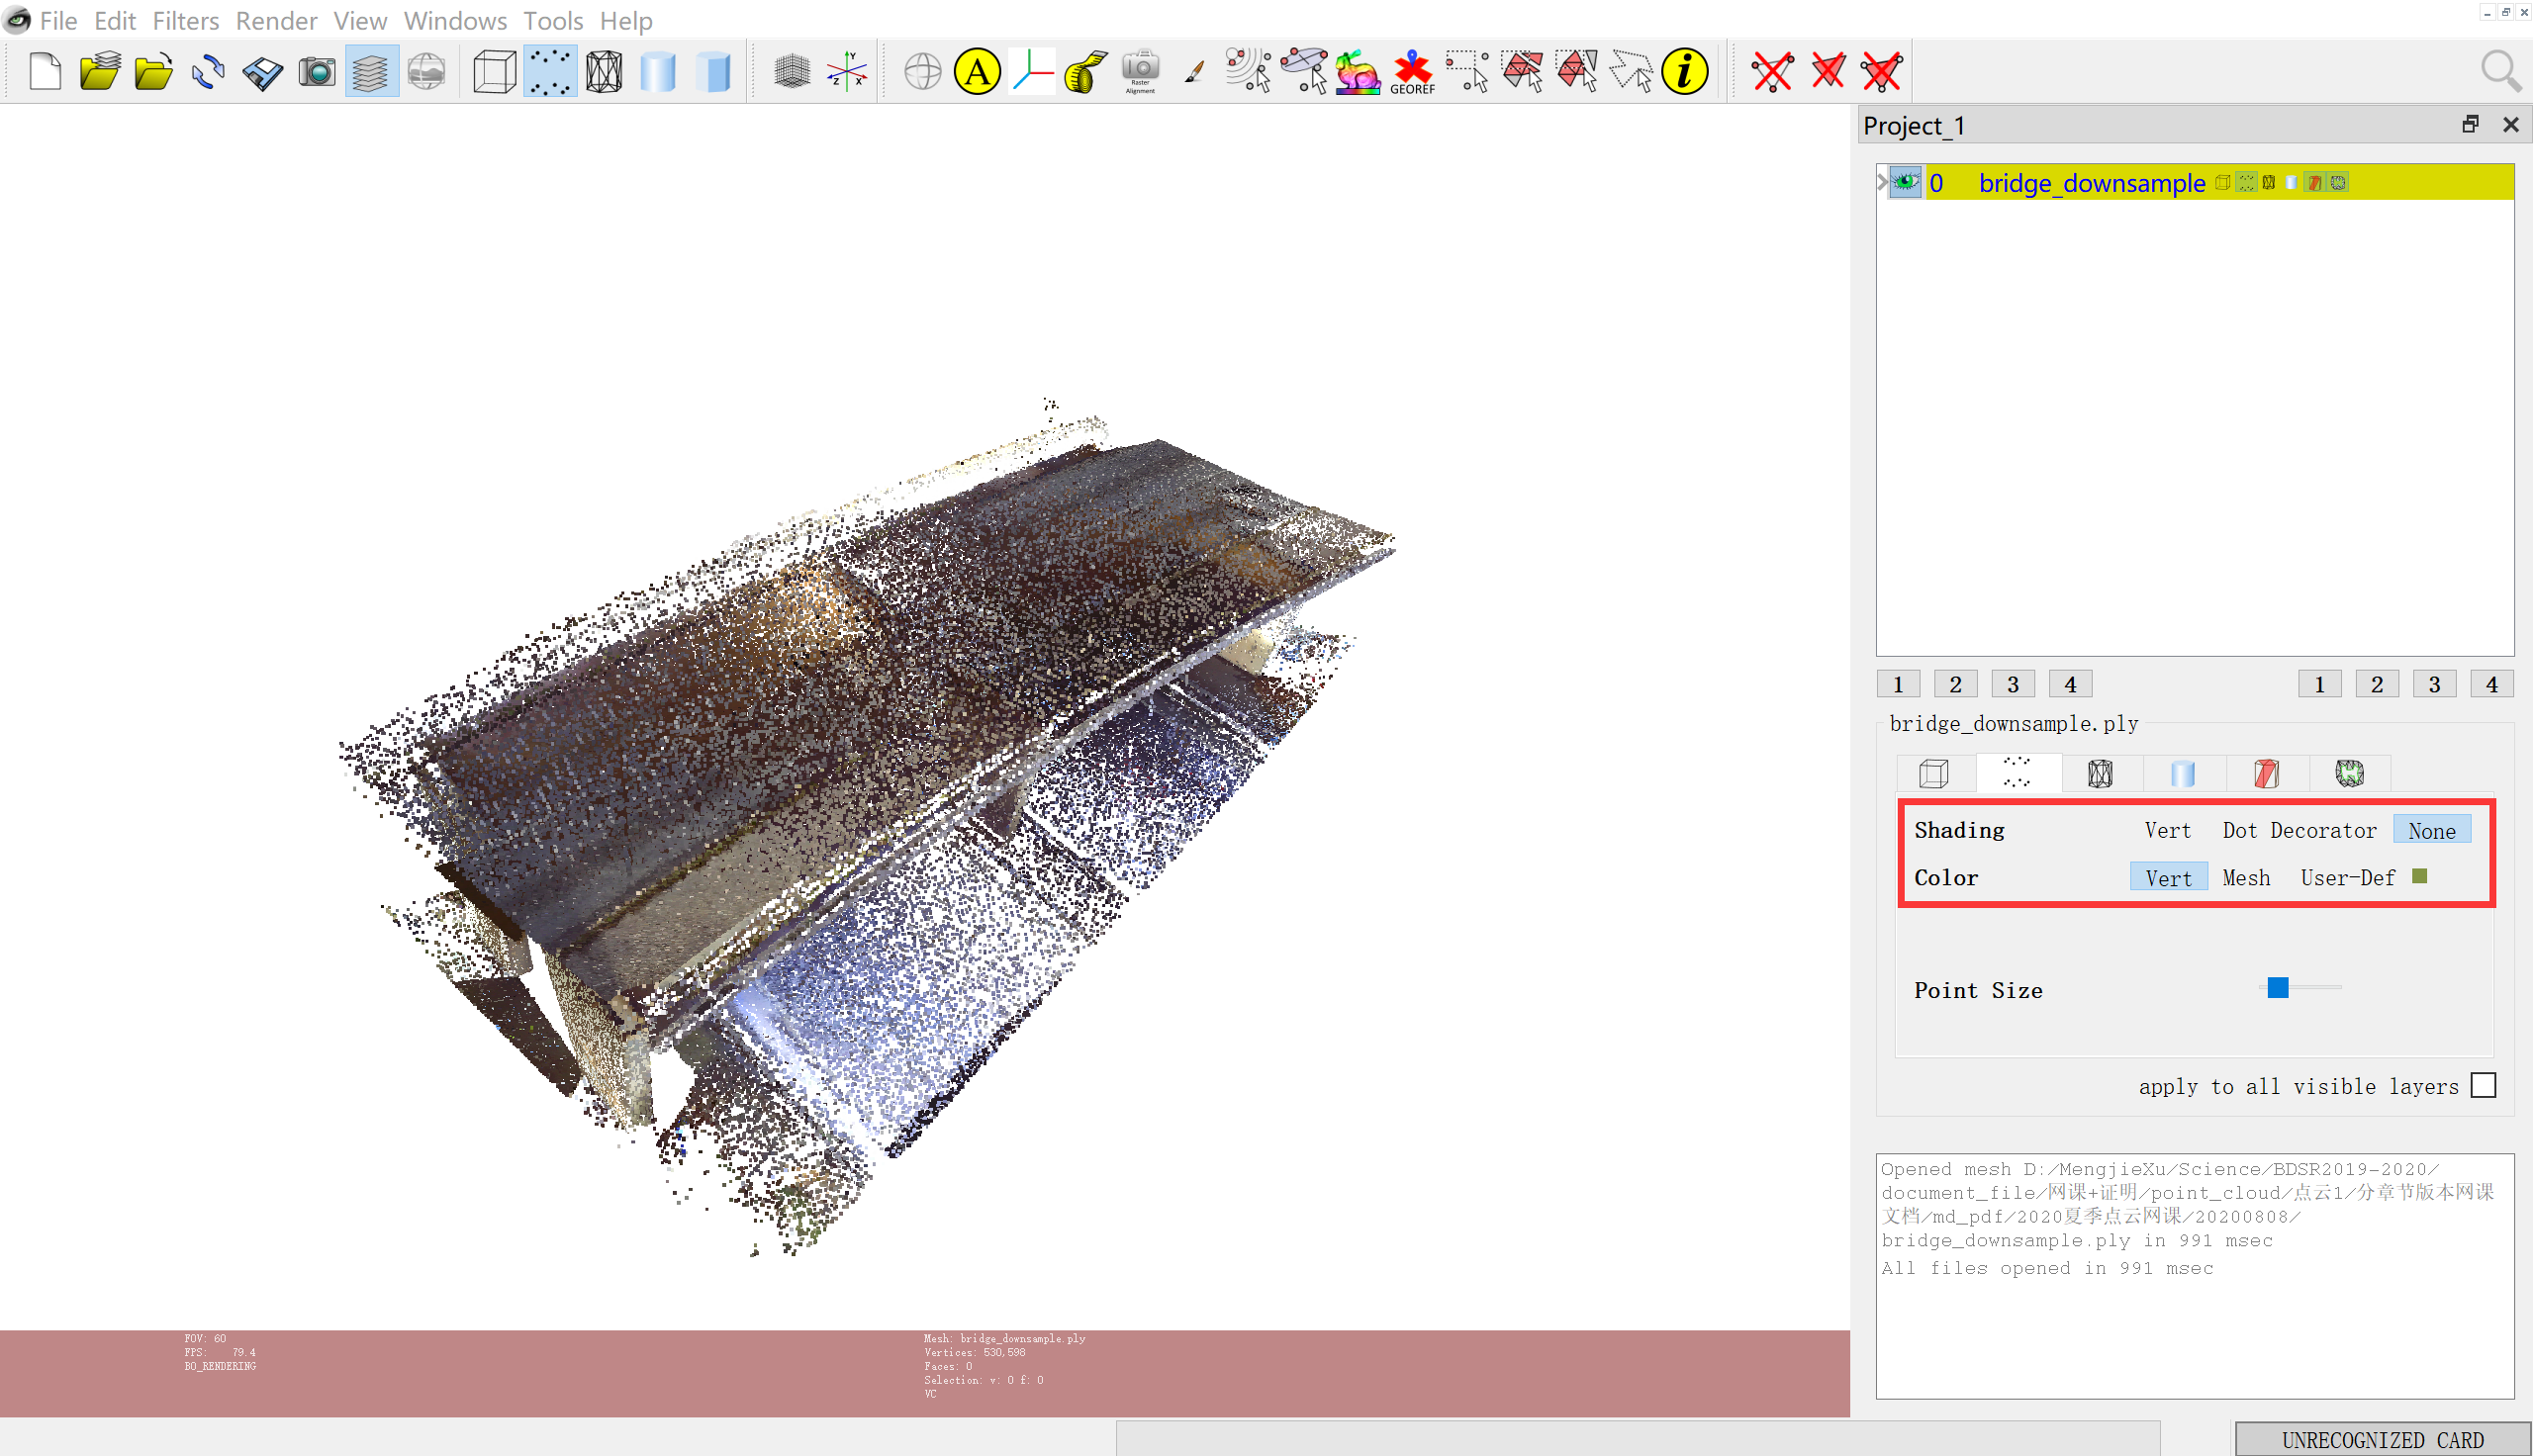 File Edit Filters Render View Windows Tools Help
Y
Z X
A
Raster
Alignment
GEOREF
i
Project_1
0 bridge_downsample
1 2 3 4 1 2 3 4
bridge_downsample.ply
Shading Vert Dot Decorator None
Color Vert Mesh User-Def
Point Size
apply to all visible layers
Opened mesh D:/MengjieXu/Science/BDSR2019-2020/
document_file/网课+证明/point_cloud/点云1/分章节版本网课
文档/md_pdf/2020夏季点云网课/20200808/
bridge_downsample.ply in 991 msec
All files opened in 991 msec
FOV: 60
FPS: 79.4
BO_RENDERING
Mesh: bridge_downsample.ply
Vertices: 530,598
Faces: 0
Selection: v: 0 f: 0
VC
UNRECOGNIZED CARD